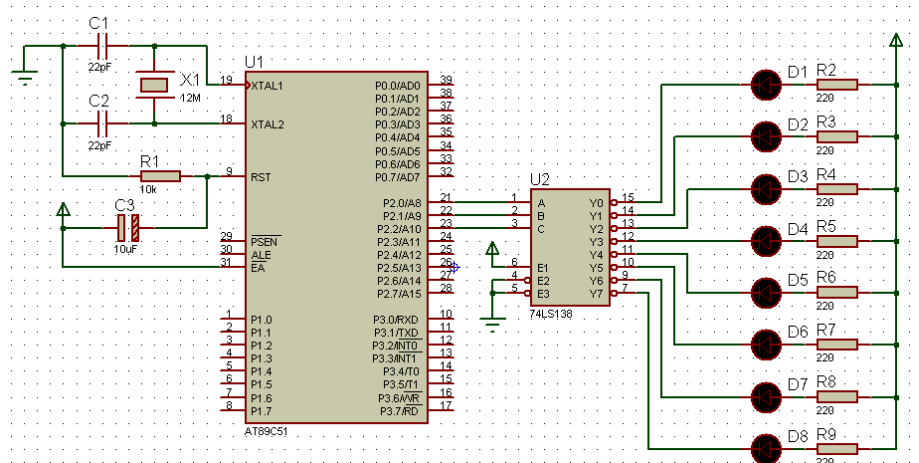 C1
22pF
X1
12M
C2
22pF
R1
10k
C3
10uF
U1
19 XTAL1
18 XTAL2
9 RST
29 PSEN
30 ALE
31 EA
1 P1.0
2 P1.1
3 P1.2
4 P1.3
5 P1.4
6 P1.5
7 P1.6
8 P1.7
P0.0/AD0 39
P0.1/AD1 38
P0.2/AD2 37
P0.3/AD3 36
P0.4/AD4 35
P0.5/AD5 34
P0.6/AD6 33
P0.7/AD7 32
P2.0/A8 21
P2.1/A9 22
P2.2/A10 23
P2.3/A11 24
P2.4/A12 25
P2.5/A13 26
P2.6/A14 27
P2.7/A15 28
P3.0/RXD 10
P3.1/TXD 11
P3.2/INT0 12
P3.3/INT1 13
P3.4/T0 14
P3.5/T1 15
P3.6/WR 16
P3.7/RD 17
AT89C51
U2
1 A
2 B
3 C
6 E1
4 E2
5 E3
Y0 15
Y1 14
Y2 13
Y3 12
Y4 11
Y5 10
Y6 9
Y7 7
74LS138
D1 R2
220
D2 R3
220
D3 R4
220
D4 R5
220
D5 R6
220
D6 R7
220
D7 R8
220
D8 R9
220